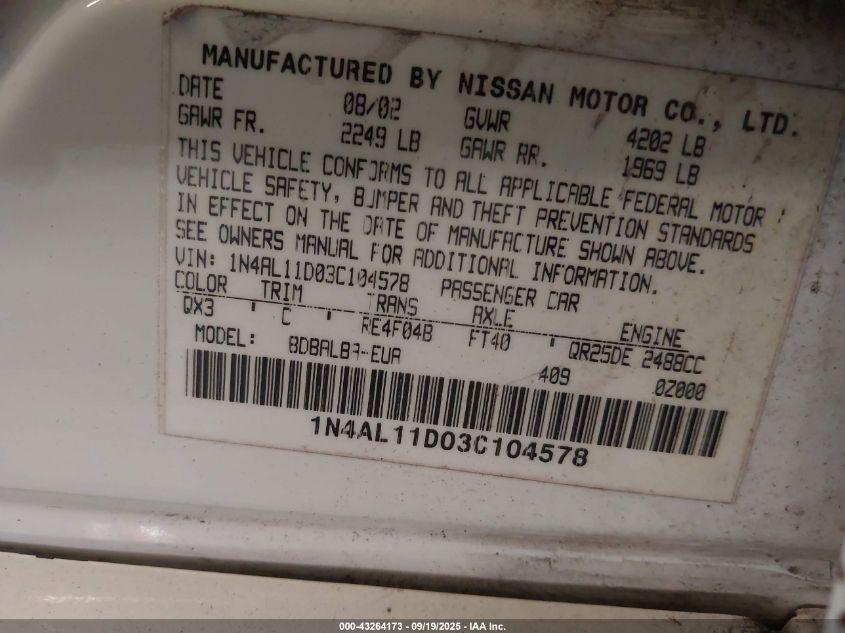 MANUFACTURED BY NISSAN MOTOR CO., LTD.
DATE 08/02 GVWR 4202 LB
GAWR FR. 2249 LB GAWR RR. 1969 LB
THIS VEHICLE CONFORMS TO ALL APPLICABLE FEDERAL MOTOR
VEHICLE SAFETY, BUMPER AND THEFT PREVENTION STANDARDS
IN EFFECT ON THE DATE OF MANUFACTURE SHOWN ABOVE.
SEE OWNERS MANUAL FOR ADDITIONAL INFORMATION.
VIN: 1N4AL11D03C104578 PASSENGER CAR
COLOR TRIM TRANS AXLE ENGINE
QX3 C RE4F04B FT40 QR25DE 2488CC
MODEL: 409 0Z000
1N4AL11D03C104578
000-43264173 - 09/19/2025 - IAA Inc.